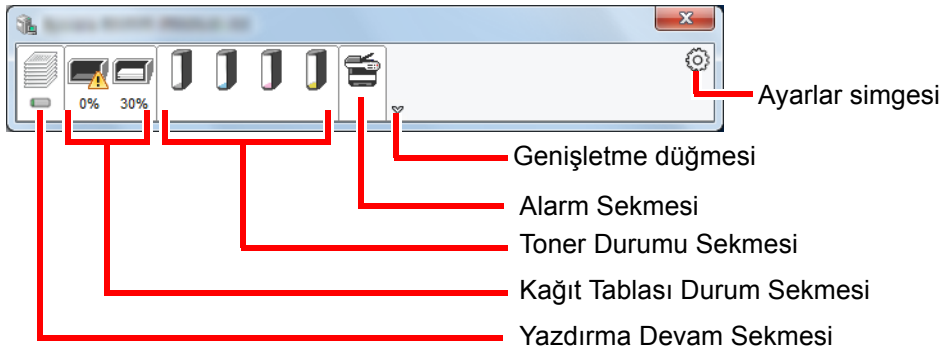 0% 30%
Ayarlar simgesi
Genişletme düğmesi
Alarm Sekmesi
Toner Durumu Sekmesi
Kağıt Tablası Durum Sekmesi
Yazdırma Devam Sekmesi